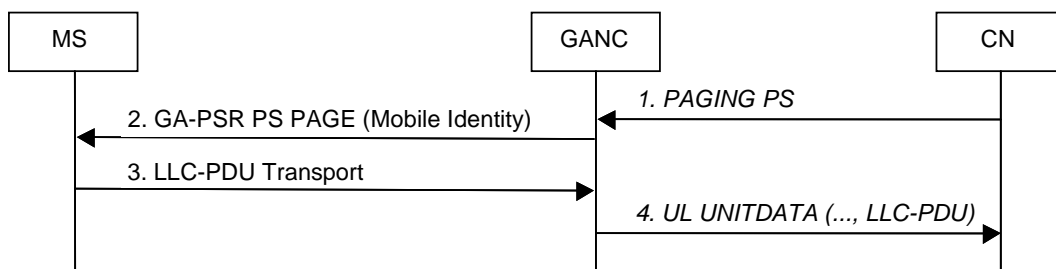 MS
GANC
CN
1. PAGING PS
2. GA-PSR PS PAGE (Mobile Identity)
3. LLC-PDU Transport
4. UL UNITDATA (..., LLC-PDU)